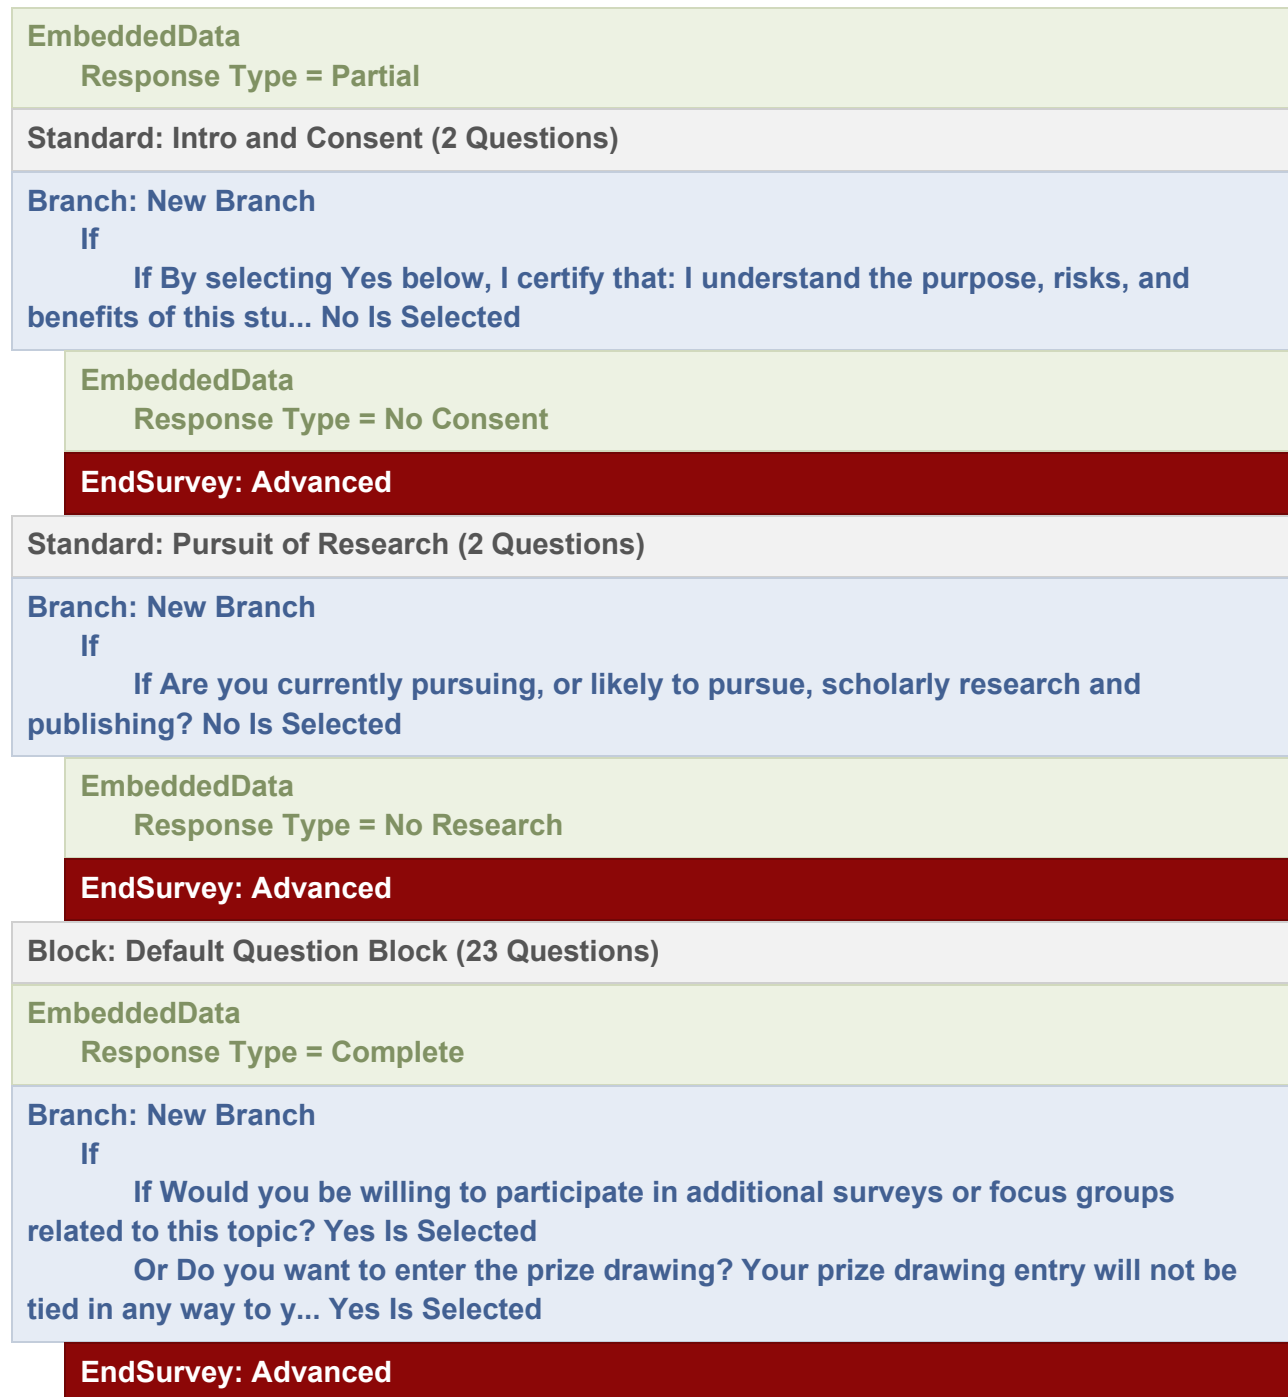 EmbeddedData
Response Type = Partial
Standard: Intro and Consent (2 Questions)
Branch: New Branch
If
If By selecting Yes below, I certify that: I understand the purpose, risks, and
benefits of this stu... No Is Selected
EmbeddedData
Response Type = No Consent
EndSurvey: Advanced
Standard: Pursuit of Research (2 Questions)
Branch: New Branch
If
If Are you currently pursuing, or likely to pursue, scholarly research and
publishing? No Is Selected
EmbeddedData
Response Type = No Research
EndSurvey: Advanced
Block: Default Question Block (23 Questions)
EmbeddedData
Response Type = Complete
Branch: New Branch
If
If Would you be willing to participate in additional surveys or focus groups
related to this topic? Yes Is Selected
Or Do you want to enter the prize drawing? Your prize drawing entry will not be
tied in any way to y... Yes Is Selected
EndSurvey: Advanced